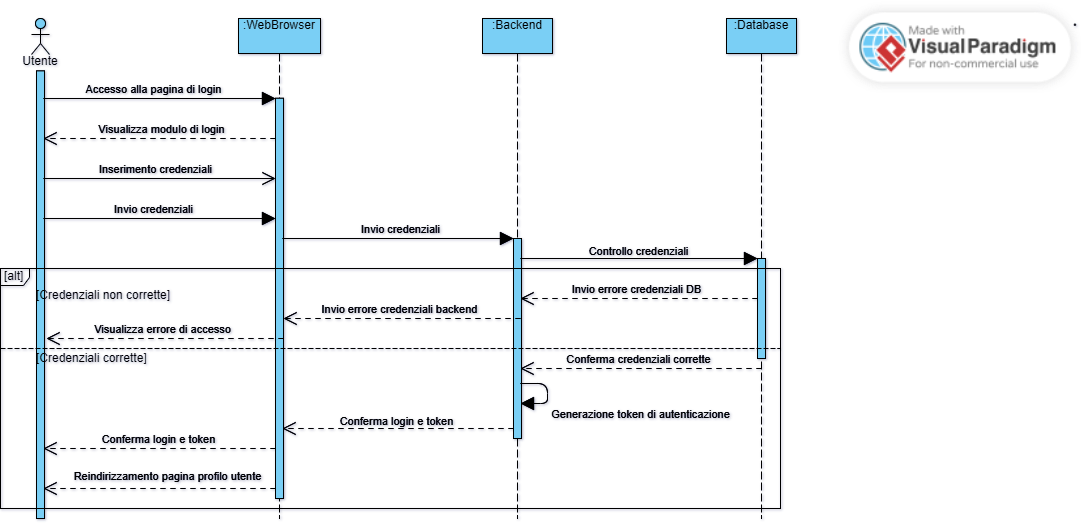 :WebBrowser
:Backend
:Database
Made with
VisualParadigm
For non-commercial use
Utente
Accesso alla pagina di login
Visualizza modulo di login
Inserimento credenziali
Invio credenziali
Invio credenziali
Controllo credenziali
[alt]
[Credenziali non corrette]
Invio errore credenziali DB
Invio errore credenziali backend
Visualizza errore di accesso
[Credenziali corrette]
Conferma credenziali corrette
Generazione token di autenticazione
Conferma login e token
Conferma login e token
Reindirizzamento pagina profilo utente